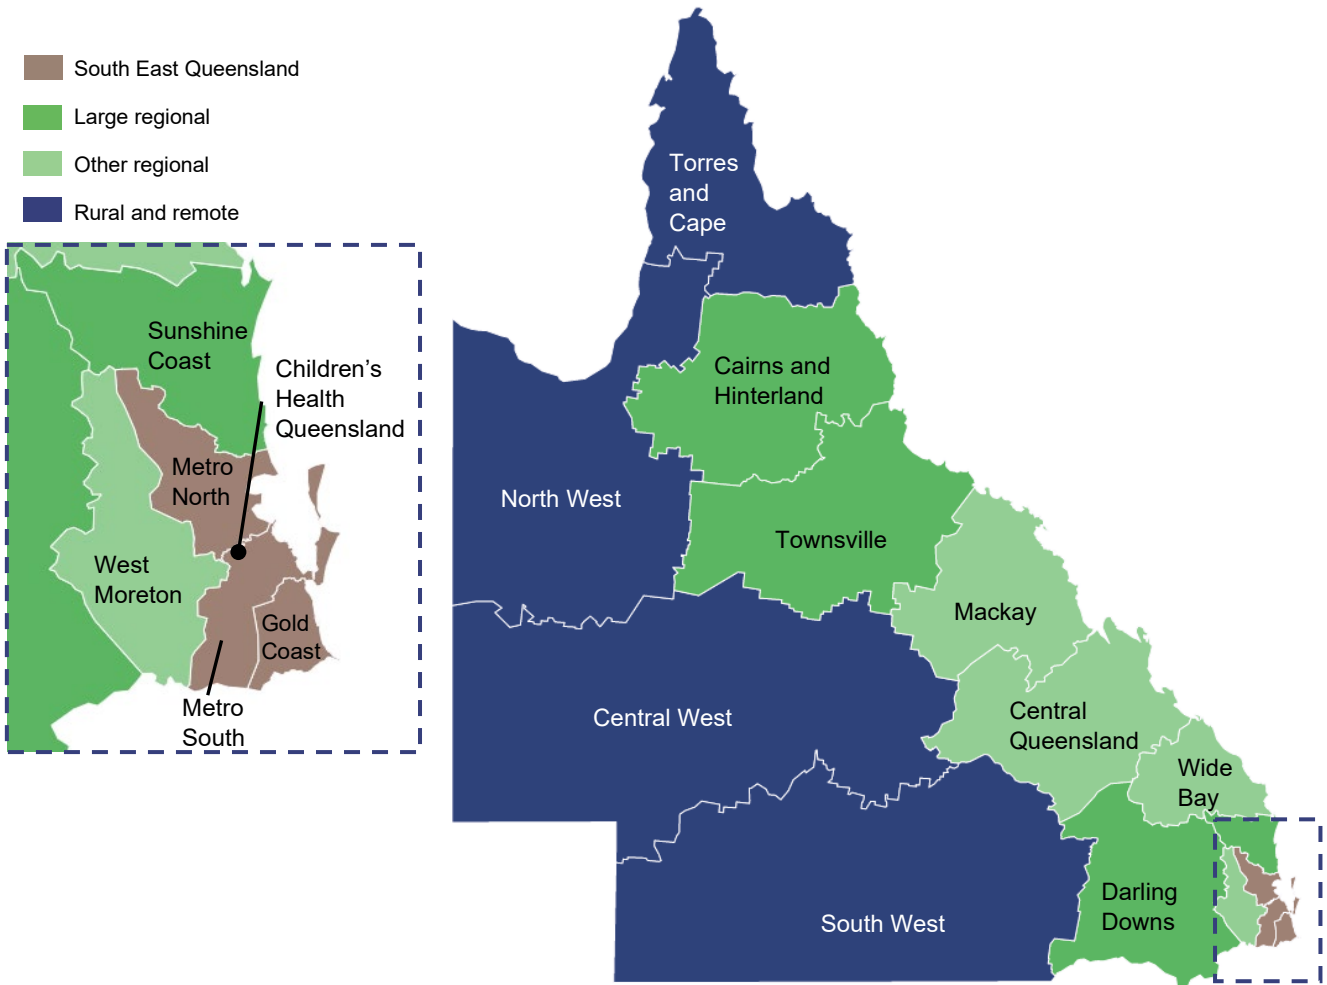 South East Queensland
Large regional
Other regional
Rural and remote
Sunshine
Coast
Children’s
Health
Queensland
Metro
North
West
Moreton
Gold
Coast
Metro
South
Torres
and
Cape
Cairns and
Hinterland
North West
Townsville
Mackay
Central West
Central
Queensland
Wide
Bay
Darling
Downs
South West